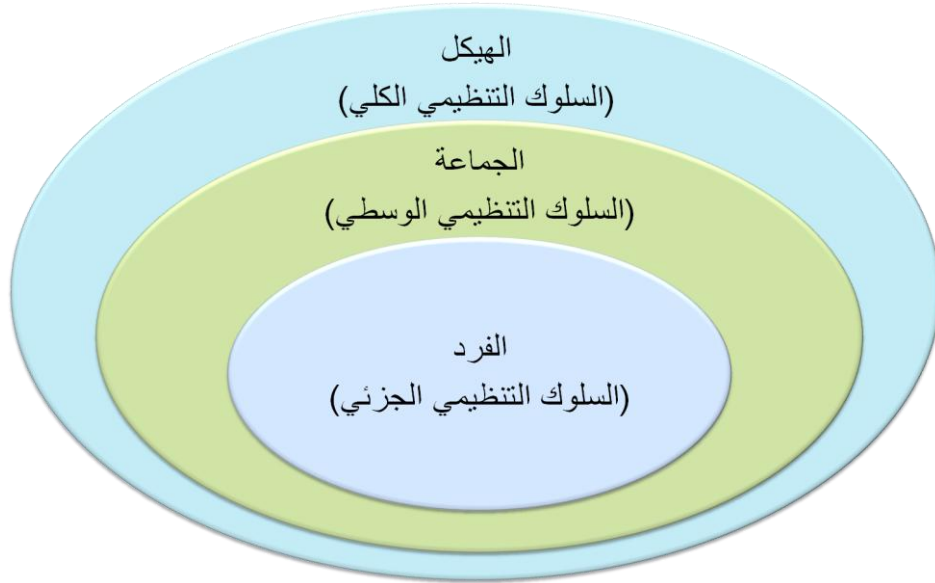 الهيكل
(السلوك التنظيمي الكلي)
الجماعة
(السلوك التنظيمي الوسطي)
الفرد
(السلوك التنظيمي الجزئي)